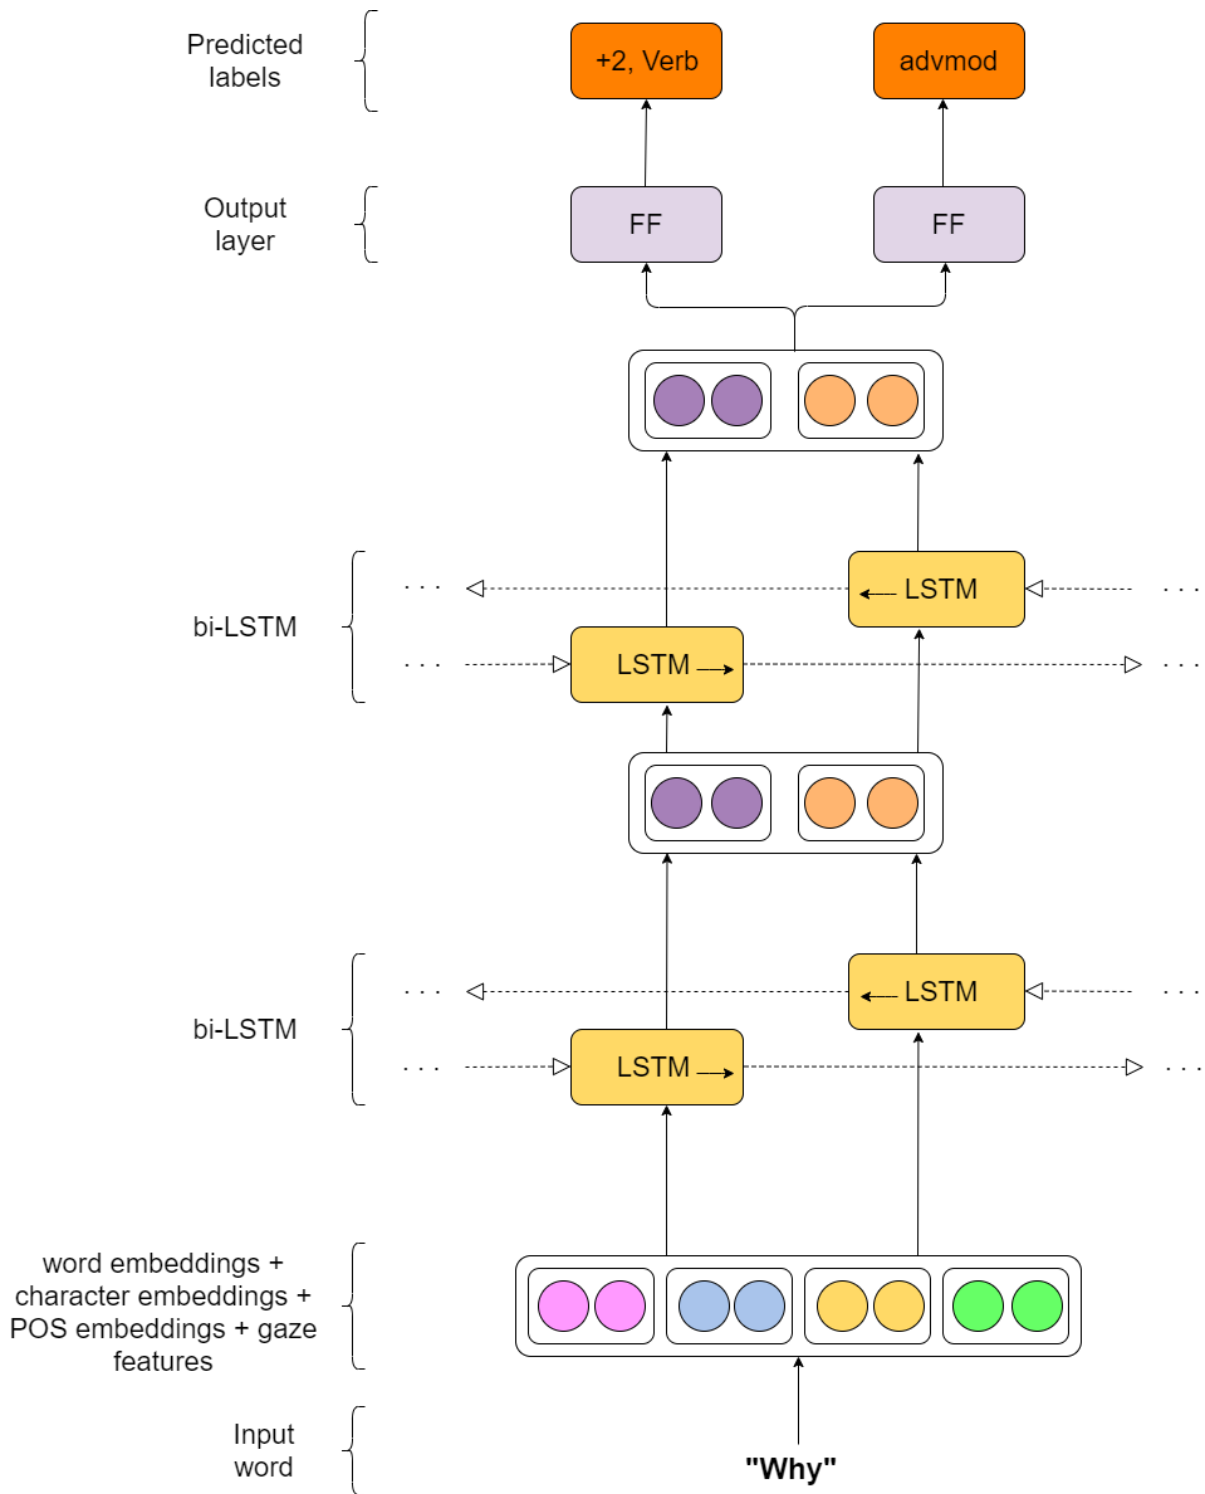 Predicted
labels
+2, Verb
advmod
Output
layer
FF
FF
bi-LSTM
. . .
LSTM
. . .
. . .
LSTM
. . .
bi-LSTM
. . .
LSTM
. . .
. . .
LSTM
. . .
word embeddings +
character embeddings +
POS embeddings + gaze
features
Input
word
"Why"